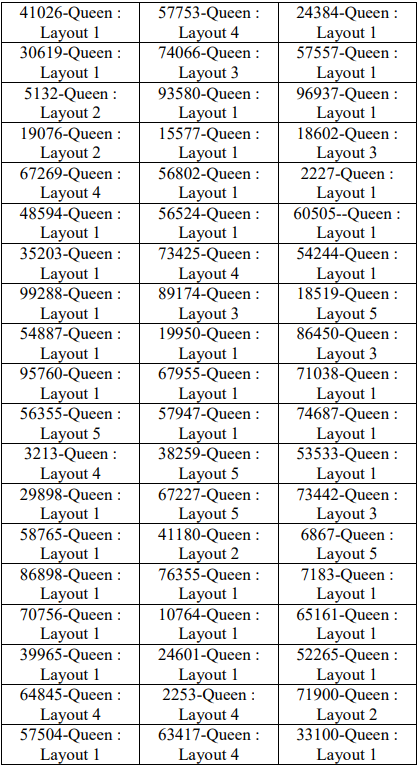 41026-Queen :
Layout 1
57753-Queen :
Layout 4
24384-Queen :
Layout 1
30619-Queen :
Layout 1
74066-Queen :
Layout 3
57557-Queen :
Layout 1
5132-Queen :
Layout 2
93580-Queen :
Layout 1
96937-Queen :
Layout 1
19076-Queen :
Layout 2
15577-Queen :
Layout 1
18602-Queen :
Layout 3
67269-Queen :
Layout 4
56802-Queen :
Layout 1
2227-Queen :
Layout 1
48594-Queen :
Layout 1
56524-Queen :
Layout 1
60505--Queen :
Layout 1
35203-Queen :
Layout 1
73425-Queen :
Layout 4
54244-Queen :
Layout 1
99288-Queen :
Layout 1
89174-Queen :
Layout 3
18519-Queen :
Layout 5
54887-Queen :
Layout 1
19950-Queen :
Layout 1
86450-Queen :
Layout 3
95760-Queen :
Layout 1
67955-Queen :
Layout 1
71038-Queen :
Layout 1
56355-Queen :
Layout 5
57947-Queen :
Layout 1
74687-Queen :
Layout 1
3213-Queen :
Layout 4
38259-Queen :
Layout 5
53533-Queen :
Layout 1
29898-Queen :
Layout 1
67227-Queen :
Layout 5
73442-Queen :
Layout 3
58765-Queen :
Layout 1
41180-Queen :
Layout 2
6867-Queen :
Layout 5
86898-Queen :
Layout 1
76355-Queen :
Layout 1
7183-Queen :
Layout 1
70756-Queen :
Layout 1
10764-Queen :
Layout 1
65161-Queen :
Layout 1
39965-Queen :
Layout 1
24601-Queen :
Layout 1
52265-Queen :
Layout 1
64845-Queen :
Layout 4
2253-Queen :
Layout 4
71900-Queen :
Layout 2
57504-Queen :
Layout 1
63417-Queen :
Layout 4
33100-Queen :
Layout 1